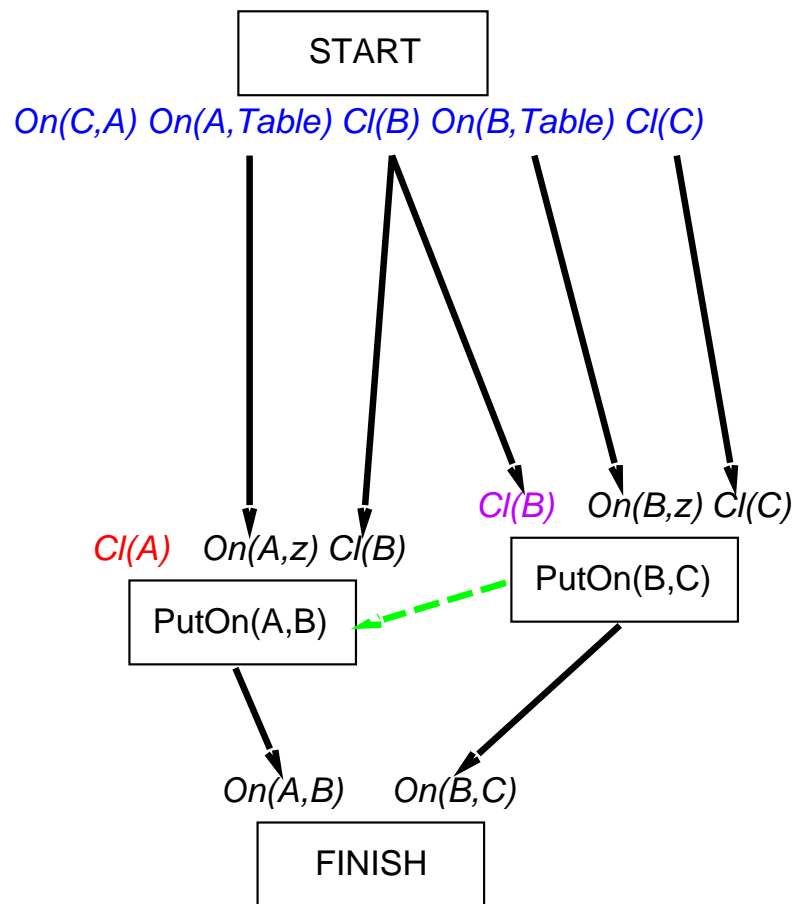 START
On(C,A) On(A,Table) Cl(B) On(B,Table) Cl(C)
Cl(B) On(B,z) Cl(C)
Cl(A) On(A,z) Cl(B)
PutOn(B,C)
PutOn(A,B)
On(A,B) On(B,C)
FINISH